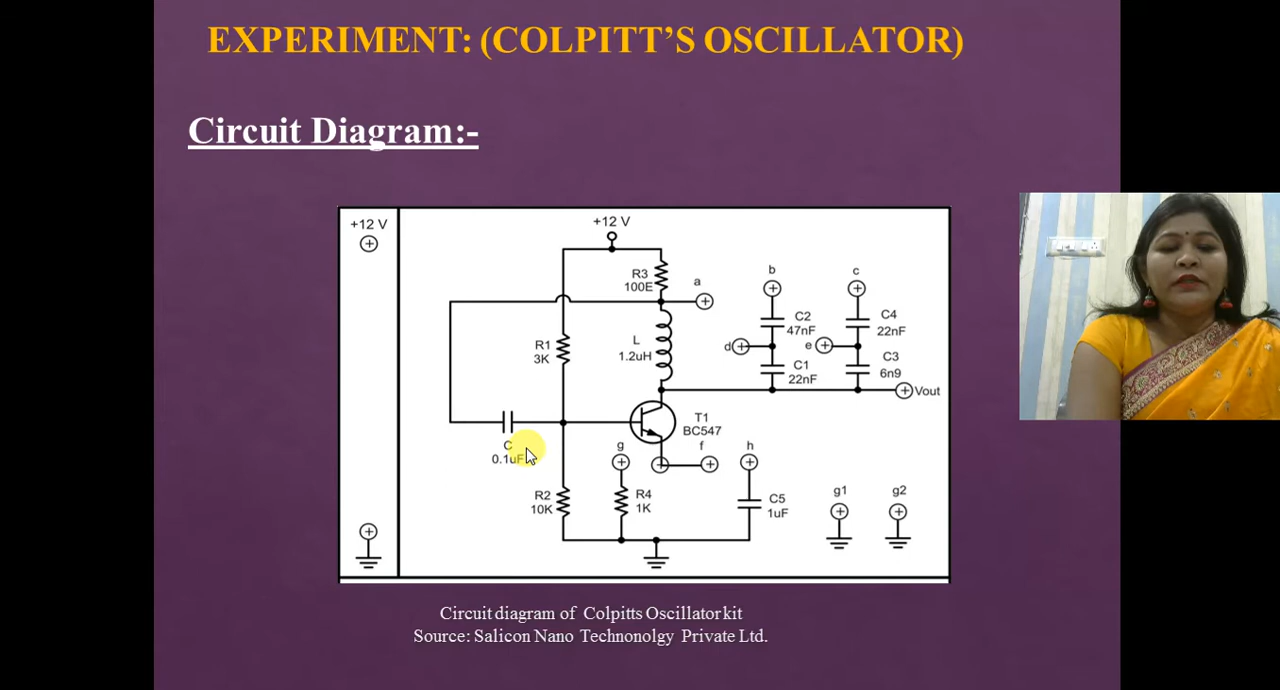 EXPERIMENT: (COLPITT’S OSCILLATOR)
Circuit Diagram:-
+12 V
+12 V
R3
100E
a
b
c
C2
47nF
C4
22nF
d
e
R1
3K
L
1.2uH
C1
22nF
C3
6n9
Vout
T1
BC547
C
0.1uF
g
f
h
R2
10K
R4
1K
C5
1uF
g1
g2
Circuit diagram of Colpitts Oscillator kit
Source: Salicon Nano Technonolgy Private Ltd.